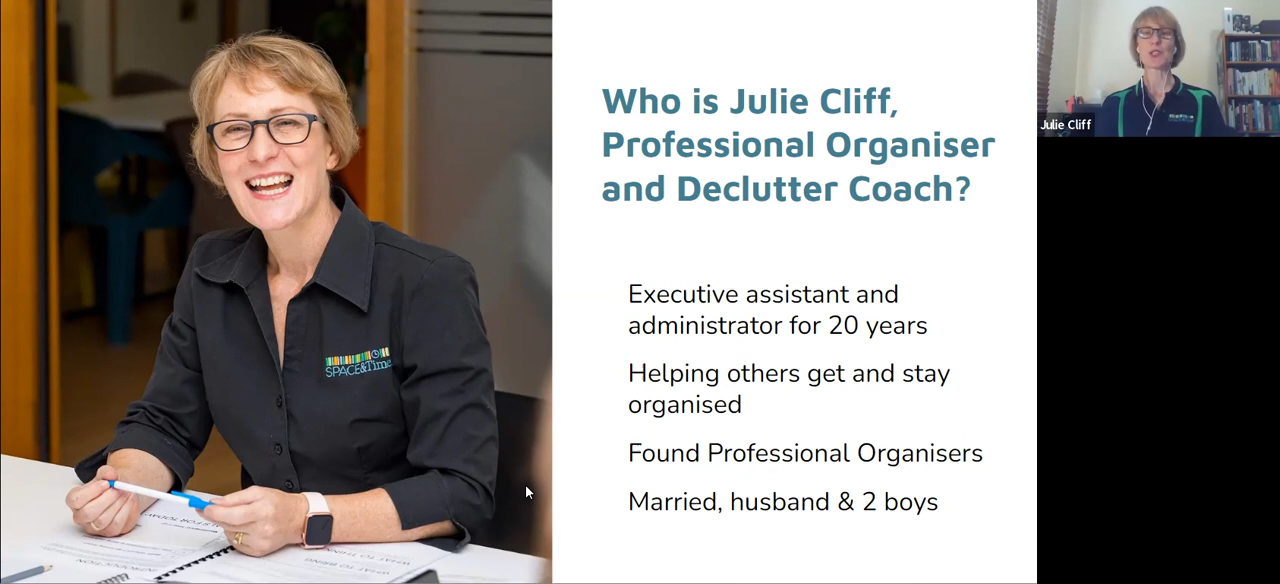 Who is Julie Cliff,
Professional Organiser
and Declutter Coach?
Executive assistant and
administrator for 20 years
Helping others get and stay
organised
Found Professional Organisers
Married, husband & 2 boys
SPACE&Time
Julie Cliff